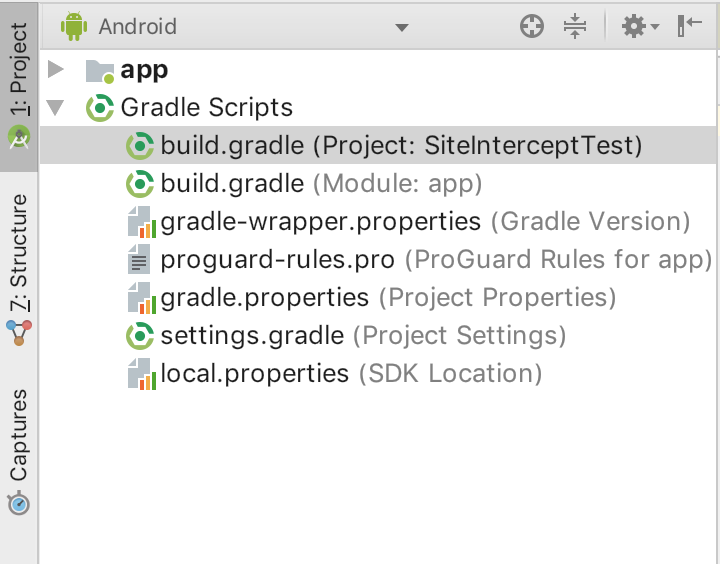 Android
1: Project
7: Structure
Captures
app
Gradle Scripts
build.gradle (Project: SiteInterceptTest)
build.gradle (Module: app)
gradle-wrapper.properties (Gradle Version)
proguard-rules.pro (ProGuard Rules for app)
gradle.properties (Project Properties)
settings.gradle (Project Settings)
local.properties (SDK Location)